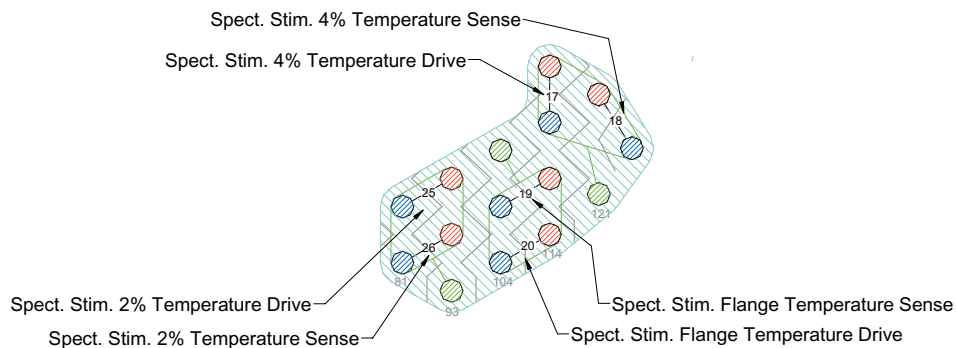 Spect. Stim. 4% Temperature Sense
Spect. Stim. 4% Temperature Drive
17
18
25
19
121
26
20
114
81
104
93
Spect. Stim. 2% Temperature Drive
Spect. Stim. Flange Temperature Sense
Spect. Stim. 2% Temperature Sense
Spect. Stim. Flange Temperature Drive